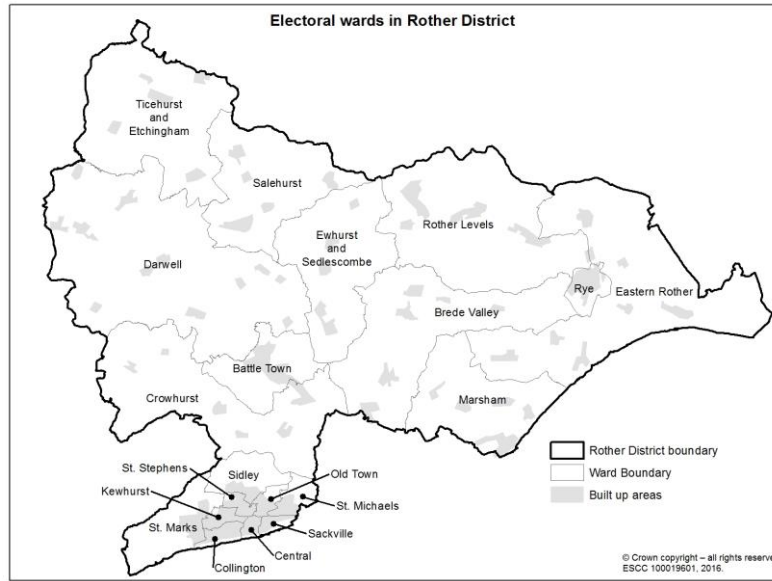 Electoral wards in Rother District
Ticehurst
and
Etchingham
Salehurst
Ewhurst
and
Sedlescombe
Rother Levels
Darwell
Rye
Eastern Rother
Brede Valley
Battle Town
Crowhurst
Marsham
St. Stephens
Sidley
Old Town
Kewhurst
St. Michaels
St. Marks
Sackville
Central
Collington
Rother District boundary
Ward Boundary
Built up areas
© Crown copyright – all rights reserve
ESCC 100019601, 2016.